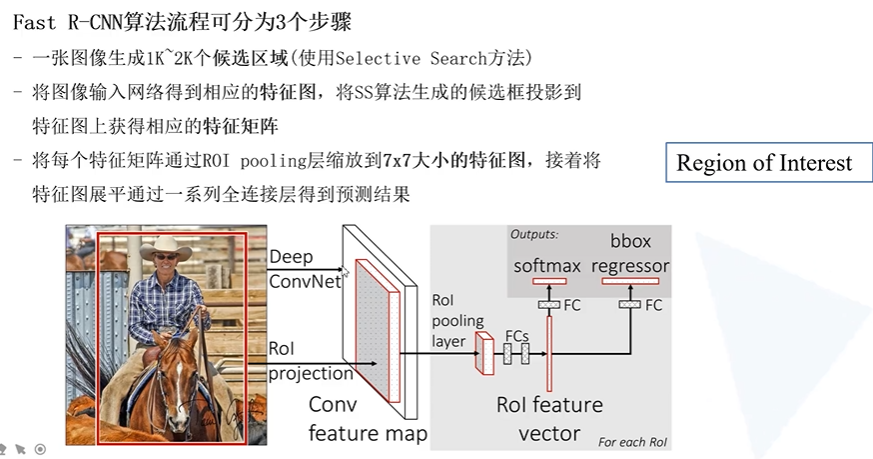 Fast R-CNN算法流程可分为3个步骤
- 一张图像生成1K~2K个候选区域(使用Selective Search方法)
- 将图像输入网络得到相应的特征图，将SS算法生成的候选框投影到
特征图上获得相应的特征矩阵
- 将每个特征矩阵通过ROI pooling层缩放到7x7大小的特征图，接着将
特征图展平通过一系列全连接层得到预测结果
Region of Interest
Deep
ConvNet
RoI
projection
Conv
feature map
RoI
pooling
layer
FCs
RoI feature
vector
Outputs:
softmax
bbox
regressor
FC
FC
For each RoI